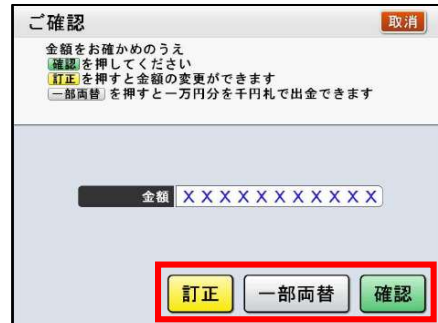 ご確認 取消
金額をお確かめのうえ
確認 を押してください
訂正 を押すと金額の変更ができます
一部両替 を押すと一万円分を千円札で出金できます
金額 XXXXXXXXXXX
訂正 一部両替 確認